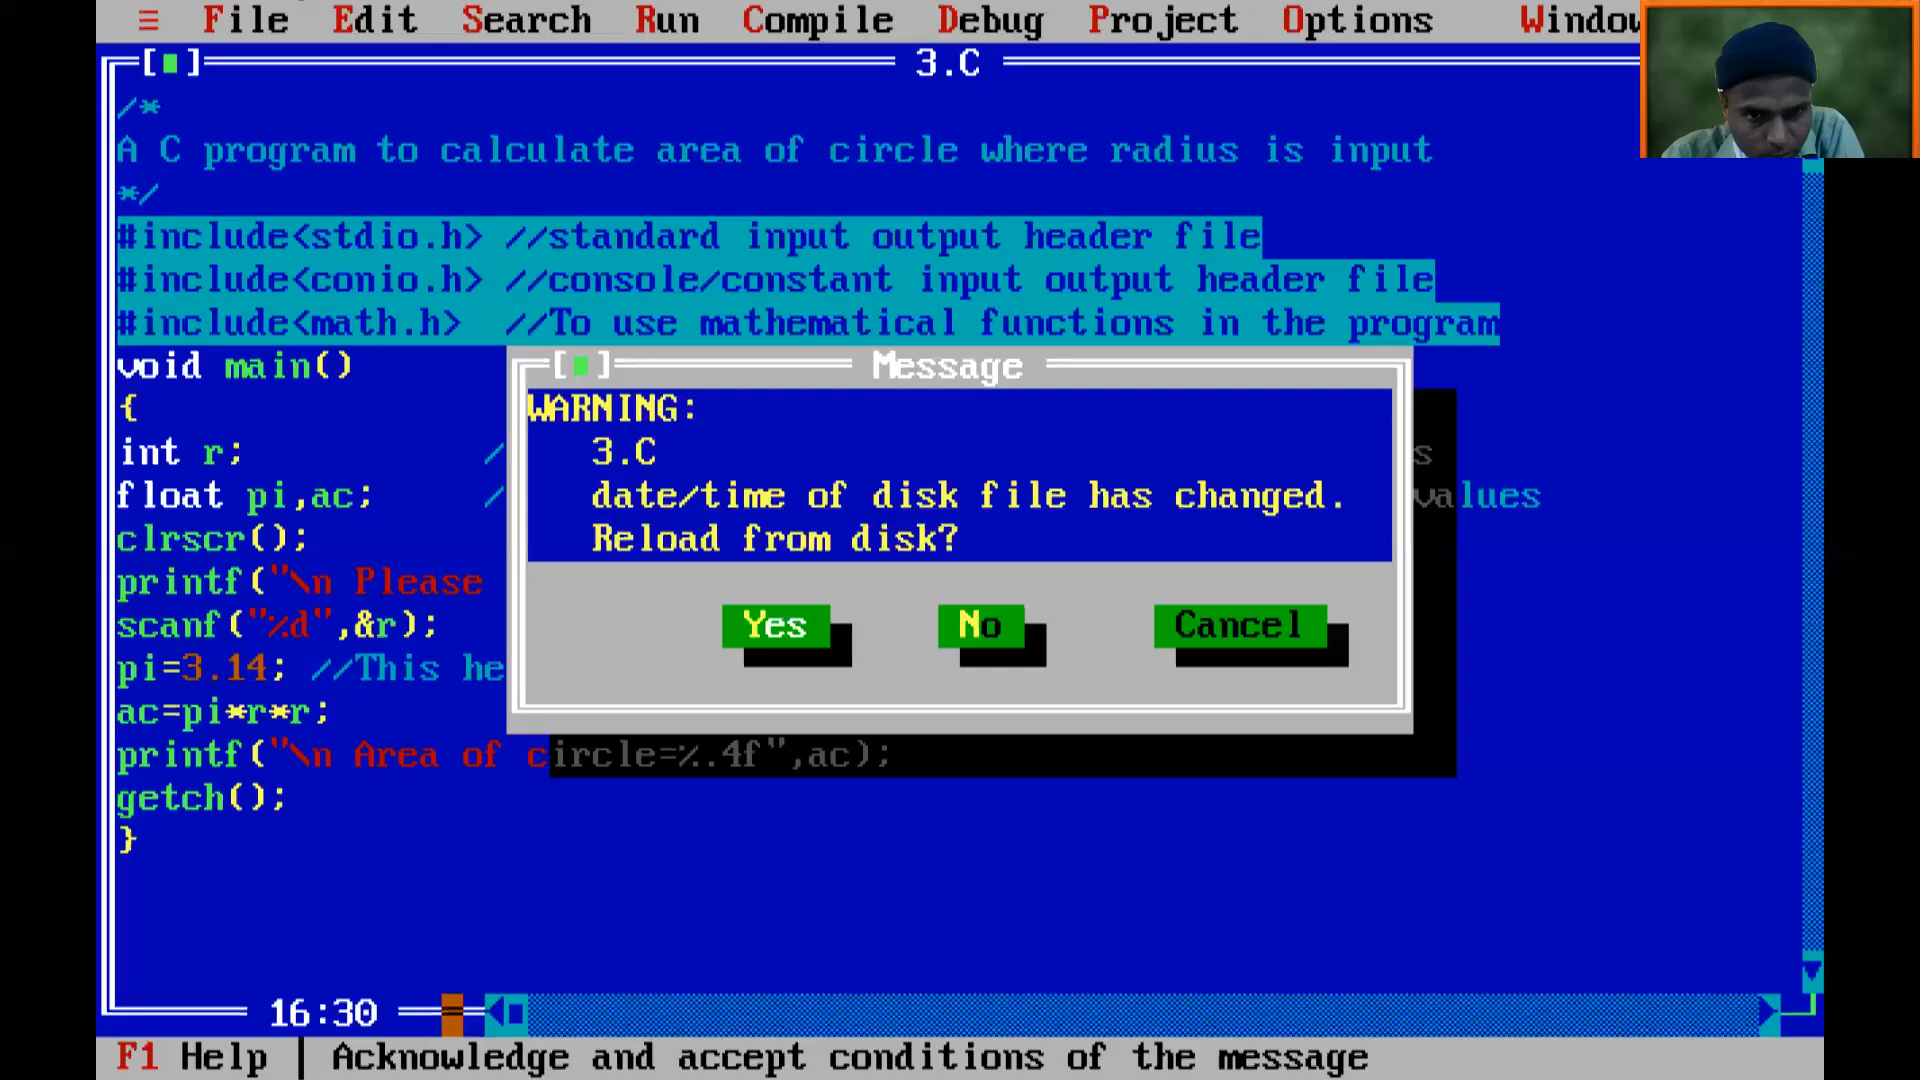 ≡ File Edit Search Run Compile Debug Project Options Window
[■] 3.C
/*
A C program to calculate area of circle where radius is input
*/
#include<stdio.h> //standard input output header file
#include<conio.h> //console/constant input output header file
#include<math.h> //To use mathematical functions in the program
void main()
{
int r; / s
float pi,ac; / values
clrscr();
printf("\n Please
scanf("%d",&r);
pi=3.14; //This he
ac=pi*r*r;
printf("\n Area of circle=%.4f",ac);
getch();
}
[■] Message
WARNING:
3.C
date/time of disk file has changed.
Reload from disk?
Yes No Cancel
16:30
F1 Help | Acknowledge and accept conditions of the message